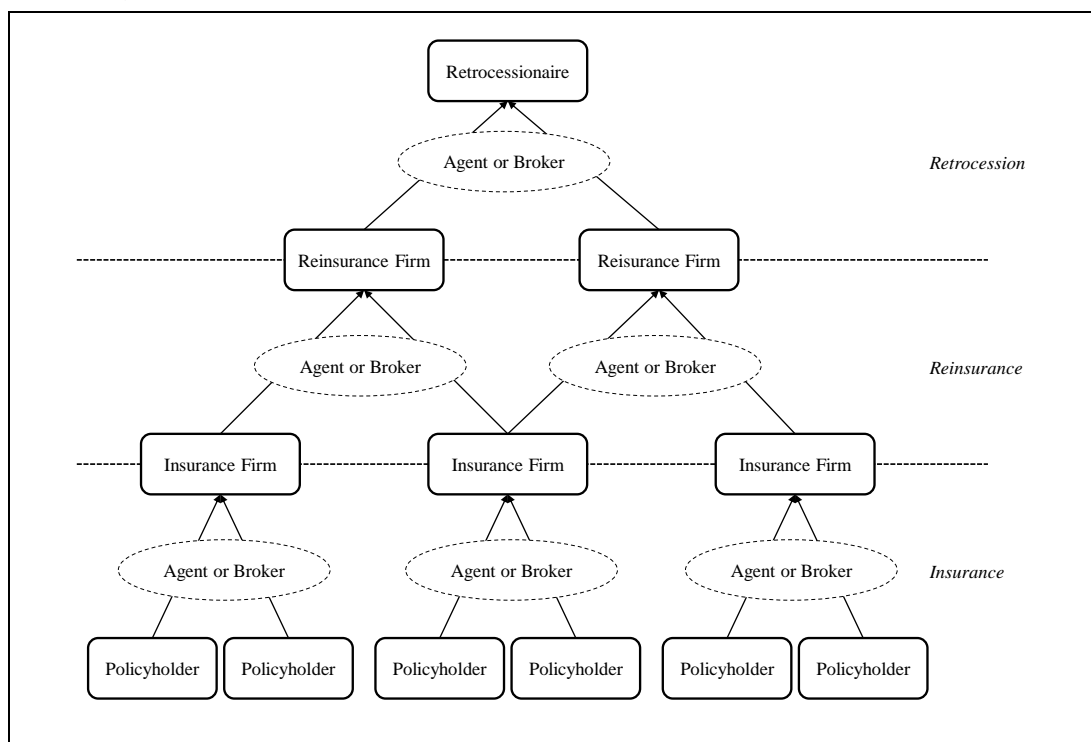 Retrocessionaire
Agent or Broker
Retrocession
Reinsurance Firm
Reisurance Firm
Agent or Broker
Agent or Broker
Reinsurance
Insurance Firm
Insurance Firm
Insurance Firm
Agent or Broker
Agent or Broker
Agent or Broker
Insurance
Policyholder
Policyholder
Policyholder
Policyholder
Policyholder
Policyholder